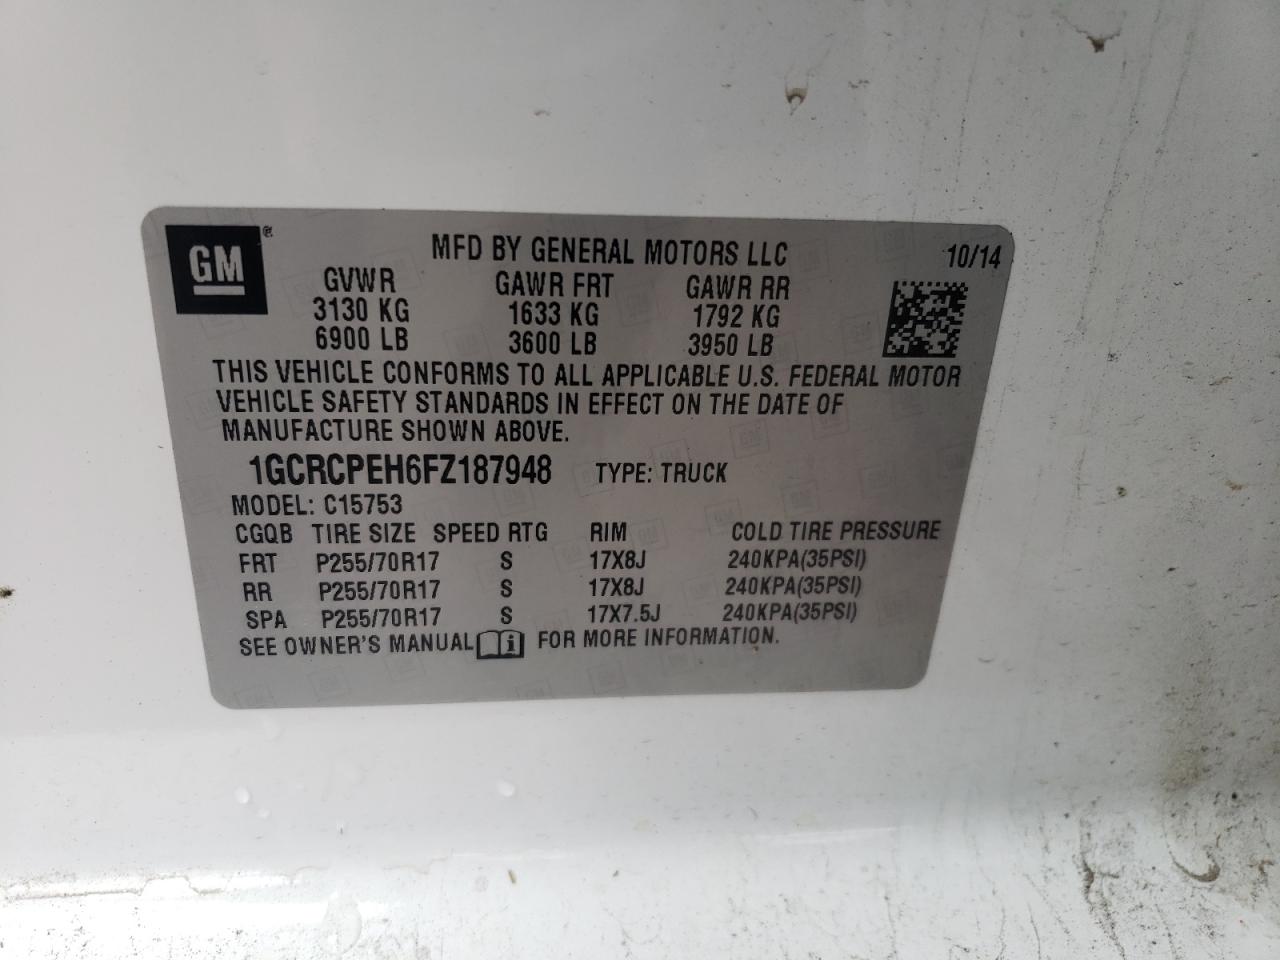 GM® MFD BY GENERAL MOTORS LLC 10/14
GVWR GAWR FRT GAWR RR
3130 KG 1633 KG 1792 KG
6900 LB 3600 LB 3950 LB
THIS VEHICLE CONFORMS TO ALL APPLICABLE U.S. FEDERAL MOTOR
VEHICLE SAFETY STANDARDS IN EFFECT ON THE DATE OF
MANUFACTURE SHOWN ABOVE.
1GCRCPEH6FZ187948 TYPE: TRUCK
MODEL: C15753
CGQB TIRE SIZE SPEED RTG RIM COLD TIRE PRESSURE
FRT P255/70R17 S 17X8J 240KPA(35PSI)
RR P255/70R17 S 17X8J 240KPA(35PSI)
SPA P255/70R17 S 17X7.5J 240KPA(35PSI)
SEE OWNER'S MANUAL i FOR MORE INFORMATION.